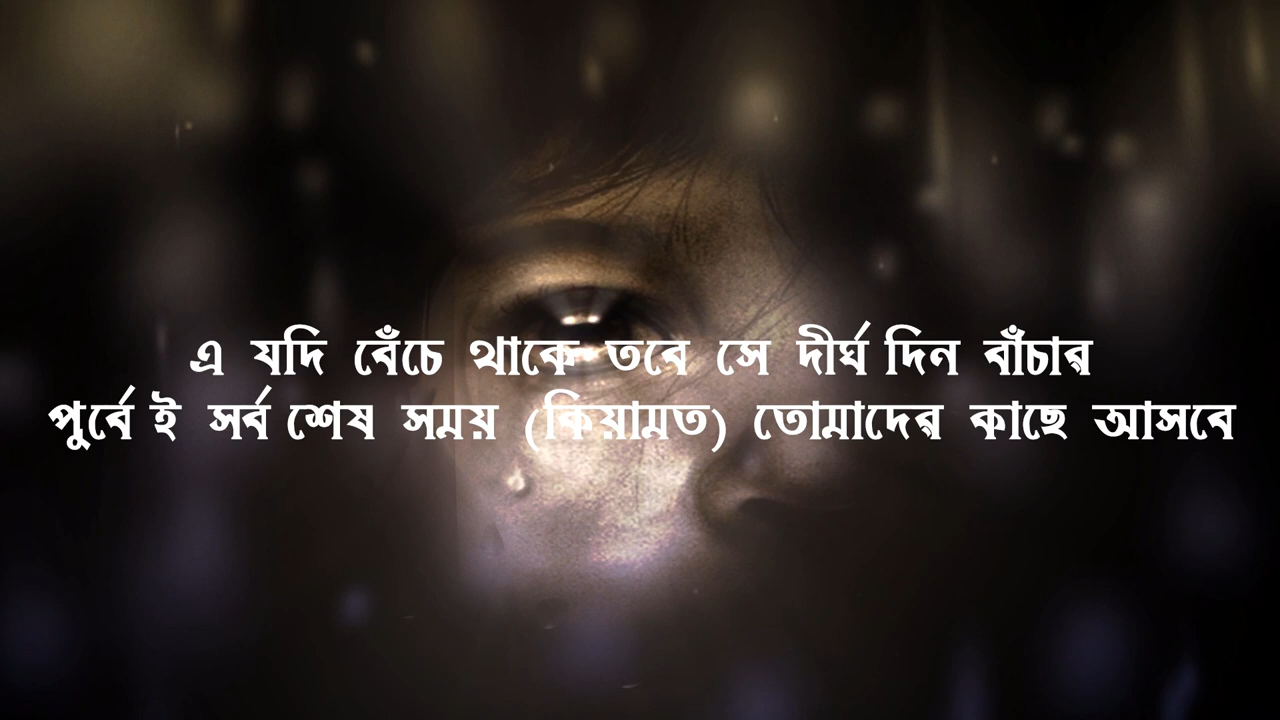 এ যদি বেঁচে থাকে তবে সে দীর্ঘ দিন বাঁচাৰ
পুর্বে ই সর্ব শেষ সময় (কিয়ামত) তোমাদেৰ কাছে আসবে